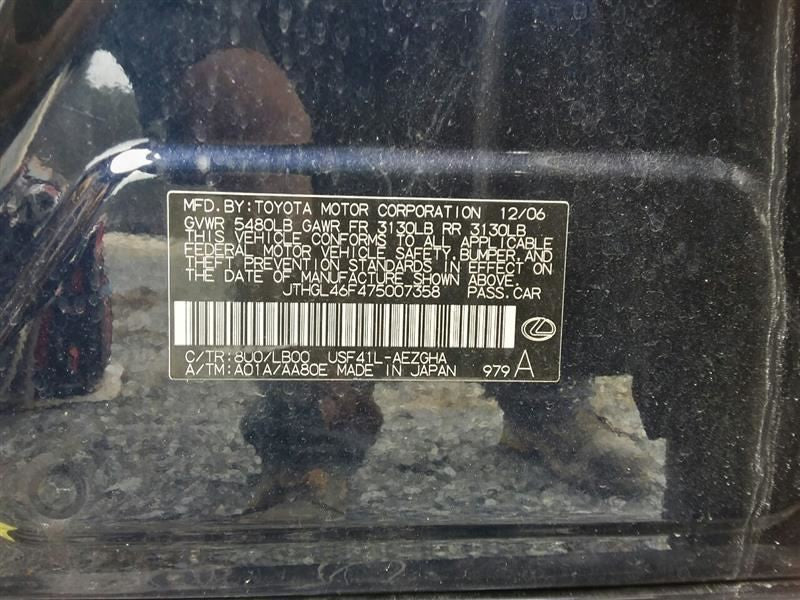 MFD. BY: TOYOTA MOTOR CORPORATION 12/06
GVWR 5480LB GAWR FR 3130LB RR 3130LB
THIS VEHICLE CONFORMS TO ALL APPLICABLE
FEDERAL MOTOR VEHICLE SAFETY, BUMPER, AND
THEFT PREVENTION STANDARDS IN EFFECT ON
THE DATE OF MANUFACTURE SHOWN ABOVE.
JTHGL46F475007358 PASS. CAR
C/TR: 8U0/LB00 USF41L-AEZGHA
A/TM: A01A/AA80E MADE IN JAPAN 979 A